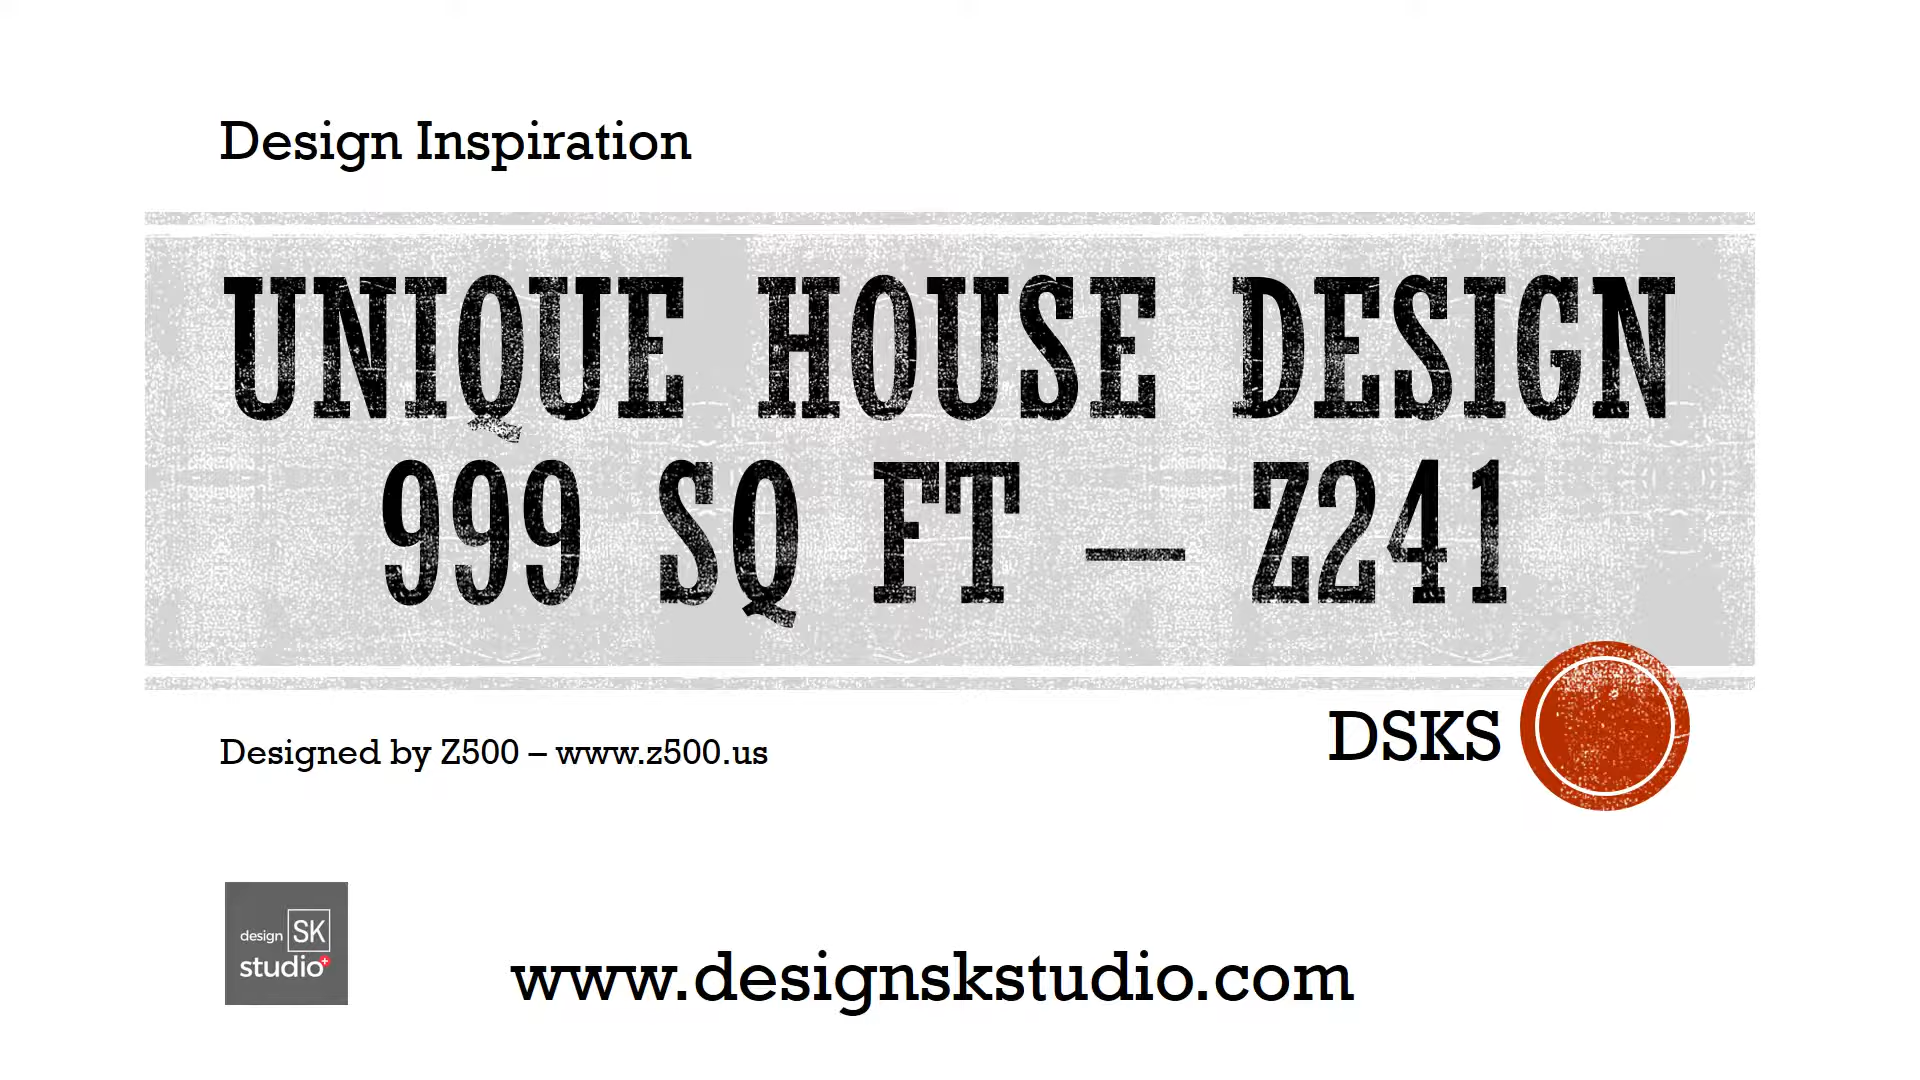 Design Inspiration
UNIQUE HOUSE DESIGN
999 SQ FT – Z241
Designed by Z500 – www.z500.us
DSKS
design SK
studio+
www.designskstudio.com